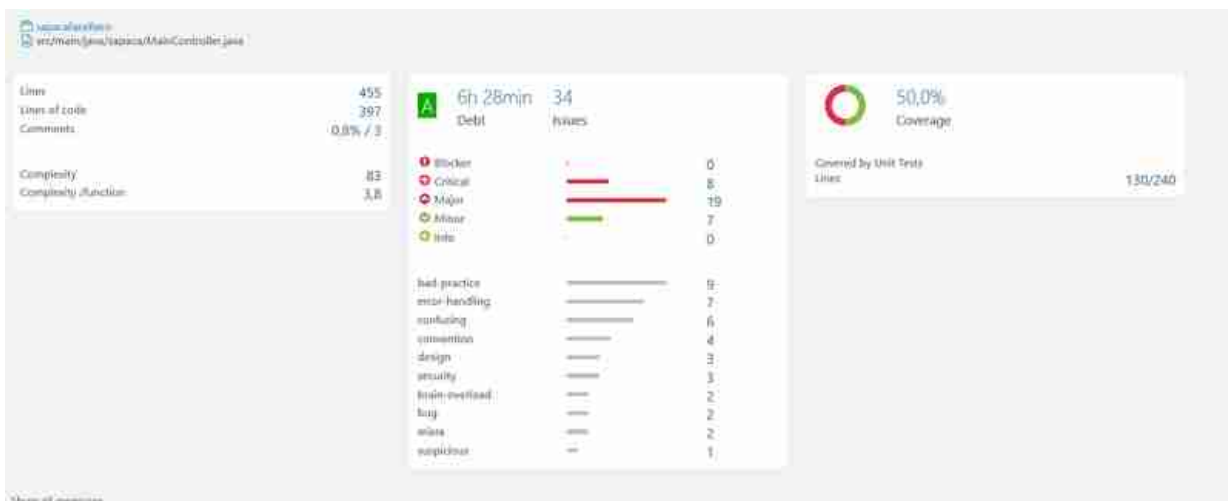 src/main/java/sapaca/MainController.java
Lines 455
Lines of code 397
Comments 0,8% / 3
Complexity 83
Complexity /function 3,8
A 6h 28min 34
Debt Issues
Blocker 0
Critical 8
Major 19
Minor 7
Info 0
bad-practice 9
error-handling 7
confusing 6
convention 4
design 3
security 3
brain-overload 2
bug 2
2
suspicious 1
50,0%
Coverage
Covered by Unit Tests
Lines 130/240